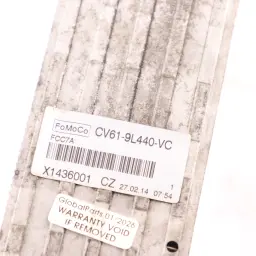 FoMoCo CV61-9L440-VC
FCC7A
X1436001 CZ 27.02.14 07:54
1
GlobalParts.01-2026
WARRANTY VOID
IF REMOVED